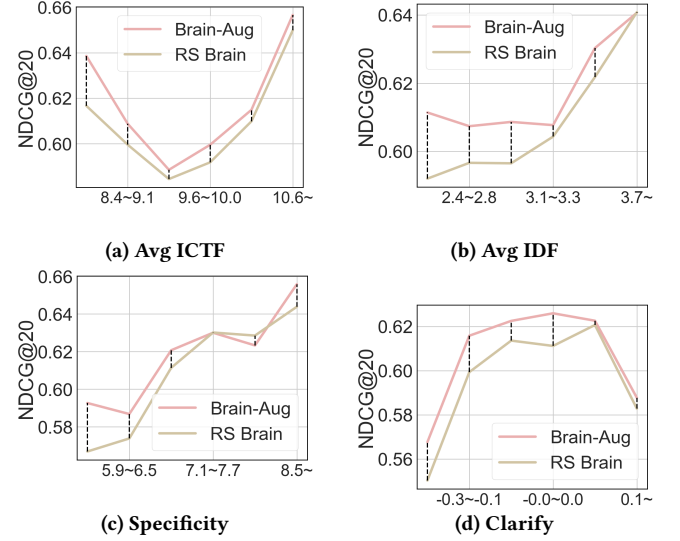 0.66
0.64
0.62
0.60
NDCG@20
Brain-Aug
RS Brain
8.4~9.1 9.6~10.0 10.6~
(a) Avg ICTF
0.64
0.62
0.60
NDCG@20
Brain-Aug
RS Brain
2.4~2.8 3.1~3.3 3.7~
(b) Avg IDF
0.66
0.64
0.62
0.60
0.58
NDCG@20
Brain-Aug
RS Brain
5.9~6.5 7.1~7.7 8.5~
(c) Specificity
0.62
0.60
0.58
0.56
NDCG@20
Brain-Aug
RS Brain
-0.3~-0.1 -0.0~0.0 0.1~
(d) Clarify